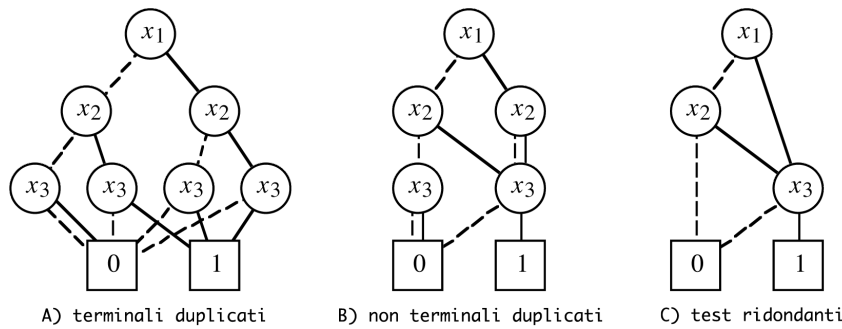 x1 x1 x1
x2 x2 x2 x2 x2
x3 x3 x3 x3 x3 x3 x3
0 1 0 1 0 1
A) terminali duplicati B) non terminali duplicati C) test ridondanti